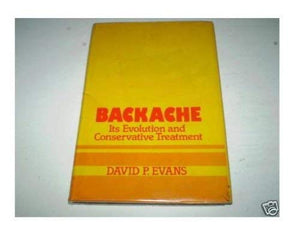 BACKACHE
Its Evolution and
Conservative Treatment
DAVID P. EVANS